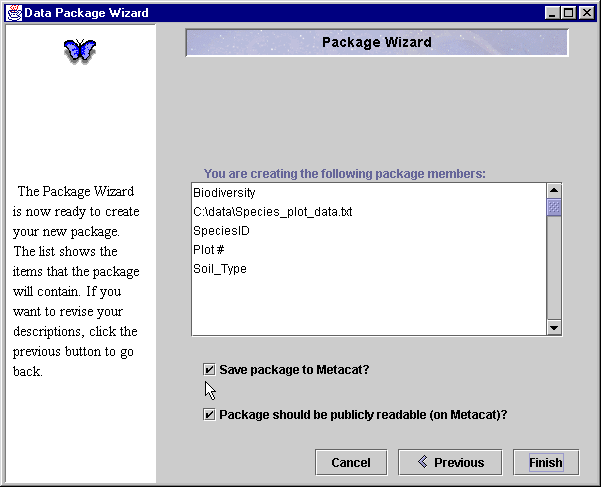 Data Package Wizard
Package Wizard
The Package Wizard
is now ready to create
your new package.
The list shows the
items that the package
will contain. If you
want to revise your
descriptions, click the
previous button to go
back.
You are creating the following package members:
Biodiversity
C:\data\Species_plot_data.txt
SpeciesID
Plot #
Soil_Type
Save package to Metacat?
Package should be publicly readable (on Metacat)?
Cancel
Previous
Finish